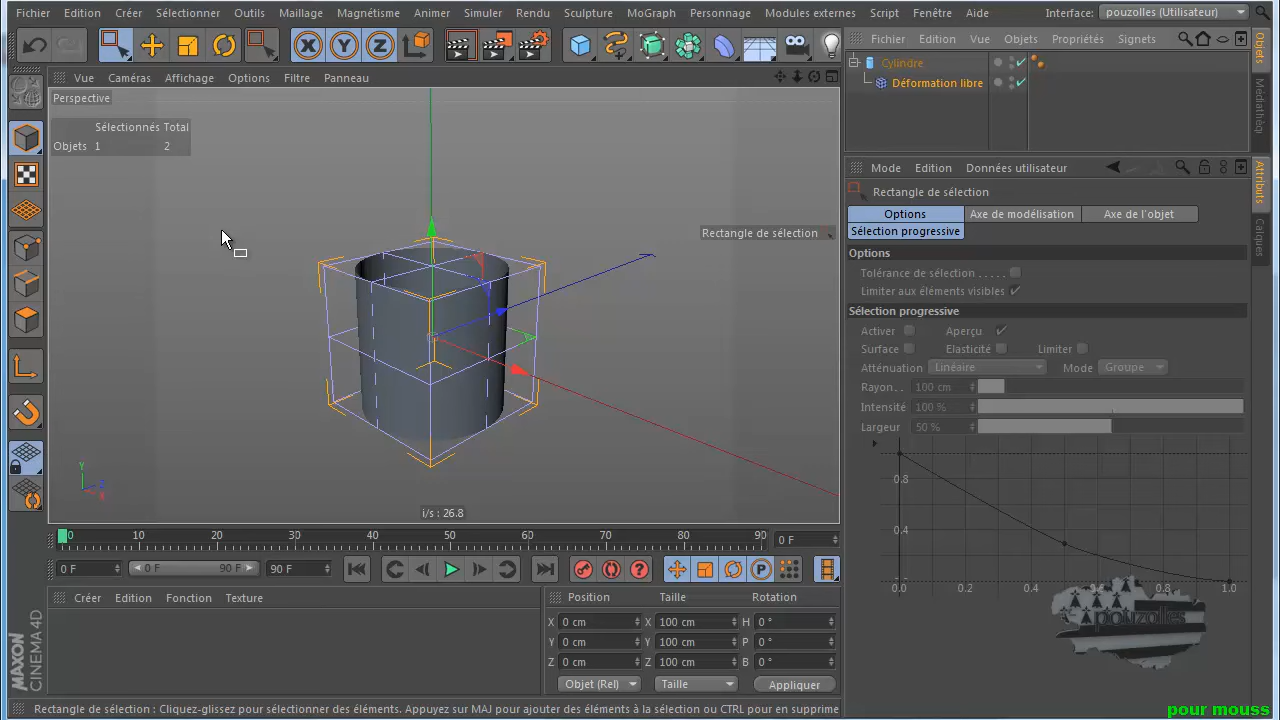 Fichier Edition Créer Sélectionner Outils Maillage Magnétisme Animer Simuler Rendu Sculpture MoGraph Personnage Modules externes Script Fenêtre Aide Interface: pouzolles (Utilisateur)
X Y Z
Fichier Edition Vue Objets Propriétés Signets
Objets
Vue Caméras Affichage Options Filtre Panneau
Cylindre
Déformation libre
Perspective
Sélectionnés Total
Objets 1 2
Mode Edition Données utilisateur
Attributs
Calques
Rectangle de sélection
Options Axe de modélisation Axe de l'objet
Sélection progressive
Rectangle de sélection
Options
Tolérance de sélection . . . . .
Limiter aux éléments visibles
Sélection progressive
Activer Aperçu
Surface Elasticité Limiter
Atténuation Linéaire Mode Groupe
Rayon . . 100 cm
Intensité 100 %
Largeur 50 %
0.8
0.4
0.0 0.2 0.4 0.6 0.8 1.0
Y
Z
X
i/s : 26.8
0 10 20 30 40 50 60 70 80 90 0 F
0 F 0 F 90 F 90 F
P
Créer Edition Fonction Texture
Position Taille Rotation
X 0 cm X 100 cm H 0 °
Y 0 cm Y 100 cm P 0 °
Z 0 cm Z 100 cm B 0 °
Objet (Rel) Taille Appliquer
pouzolles
MAXON
CINEMA 4D
Rectangle de sélection : Cliquez-glissez pour sélectionner des éléments. Appuyez sur MAJ pour ajouter des éléments à la sélection ou CTRL pour en supprime
pour mouss